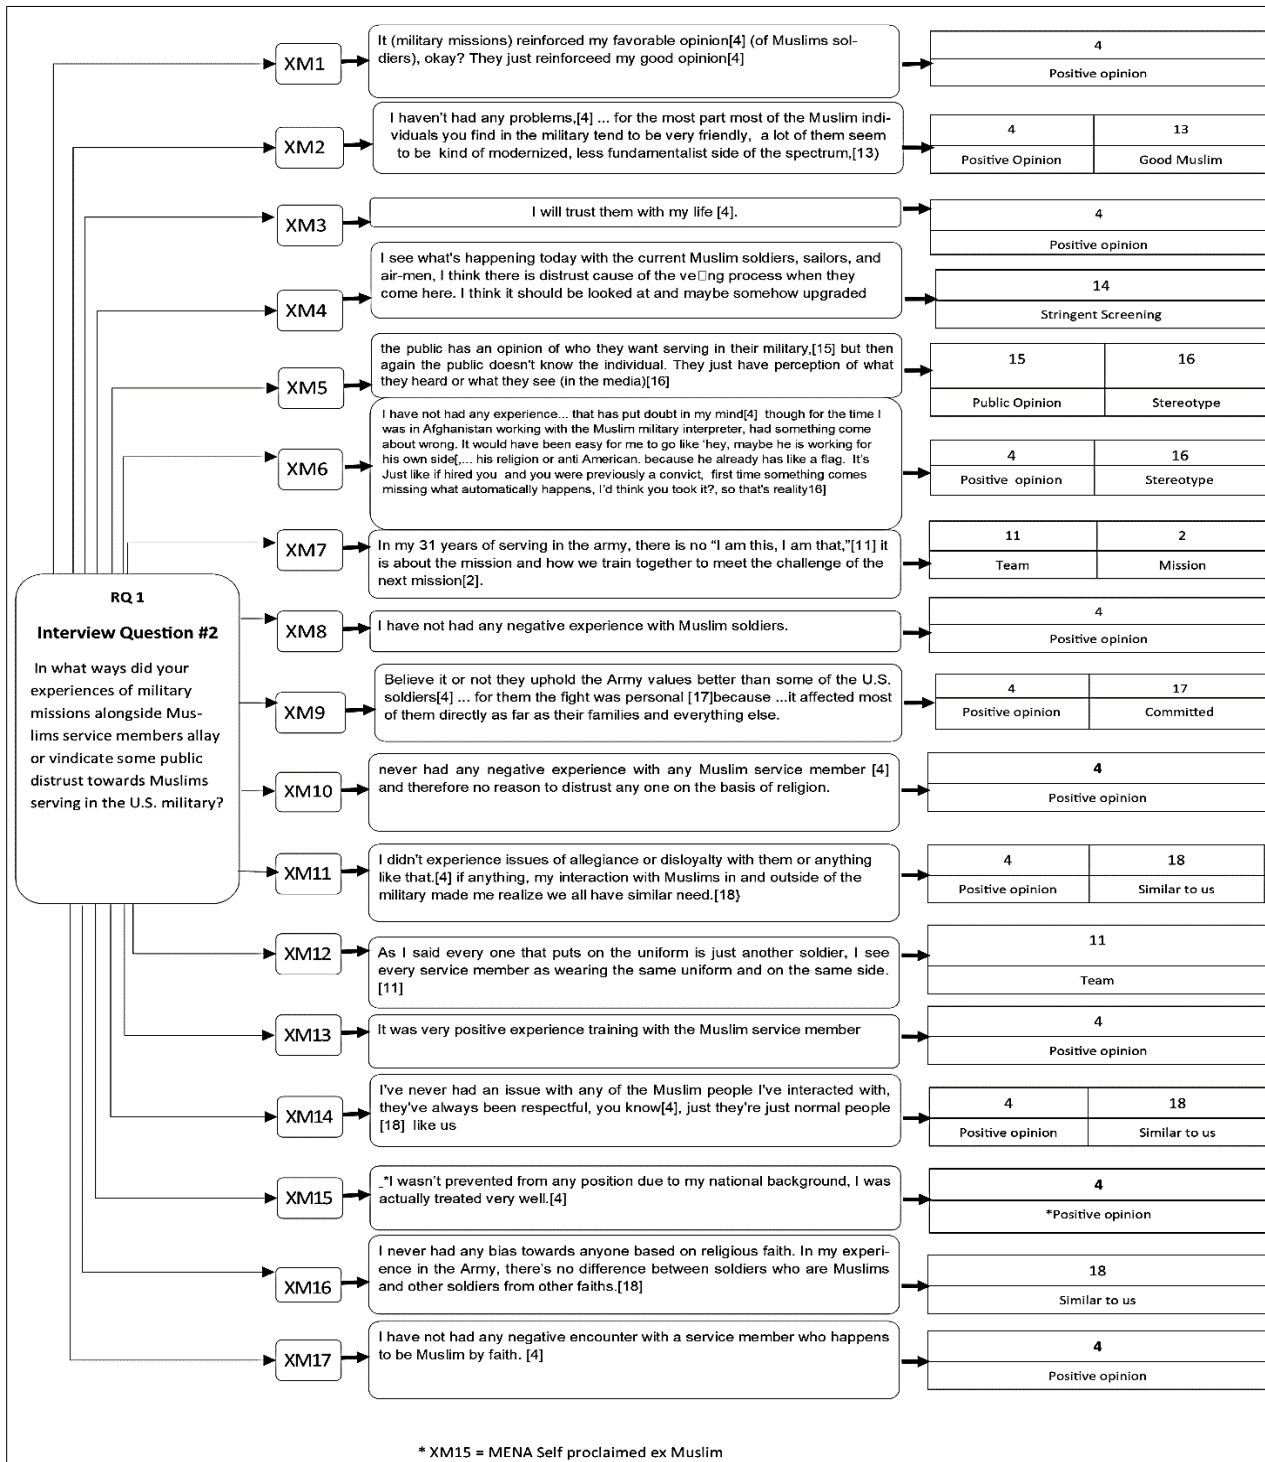 XM1
It (military missions) reinforced my favorable opinion[4] (of Muslims sol-
diers), okay? They just reinforceed my good opinion[4]
4
Positive opinion
XM2
I haven't had any problems,[4] ... for the most part most of the Muslim indi-
viduals you find in the military tend to be very friendly, a lot of them seem
to be kind of modernized, less fundamentalist side of the spectrum,[13)
4
13
Positive Opinion
Good Muslim
XM3
I will trust them with my life [4].
4
Positive opinion
XM4
I see what's happening today with the current Muslim soldiers, sailors, and
air-men, I think there is distrust cause of the ve□ng process when they
come here. I think it should be looked at and maybe somehow upgraded
14
Stringent Screening
XM5
the public has an opinion of who they want serving in their military,[15] but then
again the public doesn't know the individual. They just have perception of what
they heard or what they see (in the media)[16]
15
16
Public Opinion
Stereotype
XM6
I have not had any experience... that has put doubt in my mind[4] though for the time I
was in Afghanistan working with the Muslim military interpreter, had something come
about wrong. It would have been easy for me to go like 'hey, maybe he is working for
his own side[,... his religion or anti American. because he already has like a flag. It's
Just like if hired you and you were previously a convict, first time something comes
missing what automatically happens, I'd think you took it?, so that's reality16]
4
16
Positive opinion
Stereotype
XM7
In my 31 years of serving in the army, there is no “I am this, I am that,”[11] it
is about the mission and how we train together to meet the challenge of the
next mission[2].
11
2
Team
Mission
RQ 1
Interview Question #2
In what ways did your
experiences of military
missions alongside Mus-
lims service members allay
or vindicate some public
distrust towards Muslims
serving in the U.S. military?
XM8
I have not had any negative experience with Muslim soldiers.
4
Positive opinion
XM9
Believe it or not they uphold the Army values better than some of the U.S.
soldiers[4] ... for them the fight was personal [17]because ...it affected most
of them directly as far as their families and everything else.
4
17
Positive opinion
Committed
XM10
never had any negative experience with any Muslim service member [4]
and therefore no reason to distrust any one on the basis of religion.
4
Positive opinion
XM11
I didn't experience issues of allegiance or disloyalty with them or anything
like that.[4] if anything, my interaction with Muslims in and outside of the
military made me realize we all have similar need.[18}
4
18
Positive opinion
Similar to us
XM12
As I said every one that puts on the uniform is just another soldier, I see
every service member as wearing the same uniform and on the same side.
[11]
11
Team
XM13
It was very positive experience training with the Muslim service member
4
Positive opinion
XM14
I've never had an issue with any of the Muslim people I've interacted with,
they've always been respectful, you know[4], just they're just normal people
[18] like us
4
18
Positive opinion
Similar to us
XM15
_*I wasn't prevented from any position due to my national background, I was
actually treated very well.[4]
4
*Positive opinion
XM16
I never had any bias towards anyone based on religious faith. In my experi-
ence in the Army, there's no difference between soldiers who are Muslims
and other soldiers from other faiths.[18]
18
Similar to us
XM17
I have not had any negative encounter with a service member who happens
to be Muslim by faith. [4]
4
Positive opinion
* XM15 = MENA Self proclaimed ex Muslim